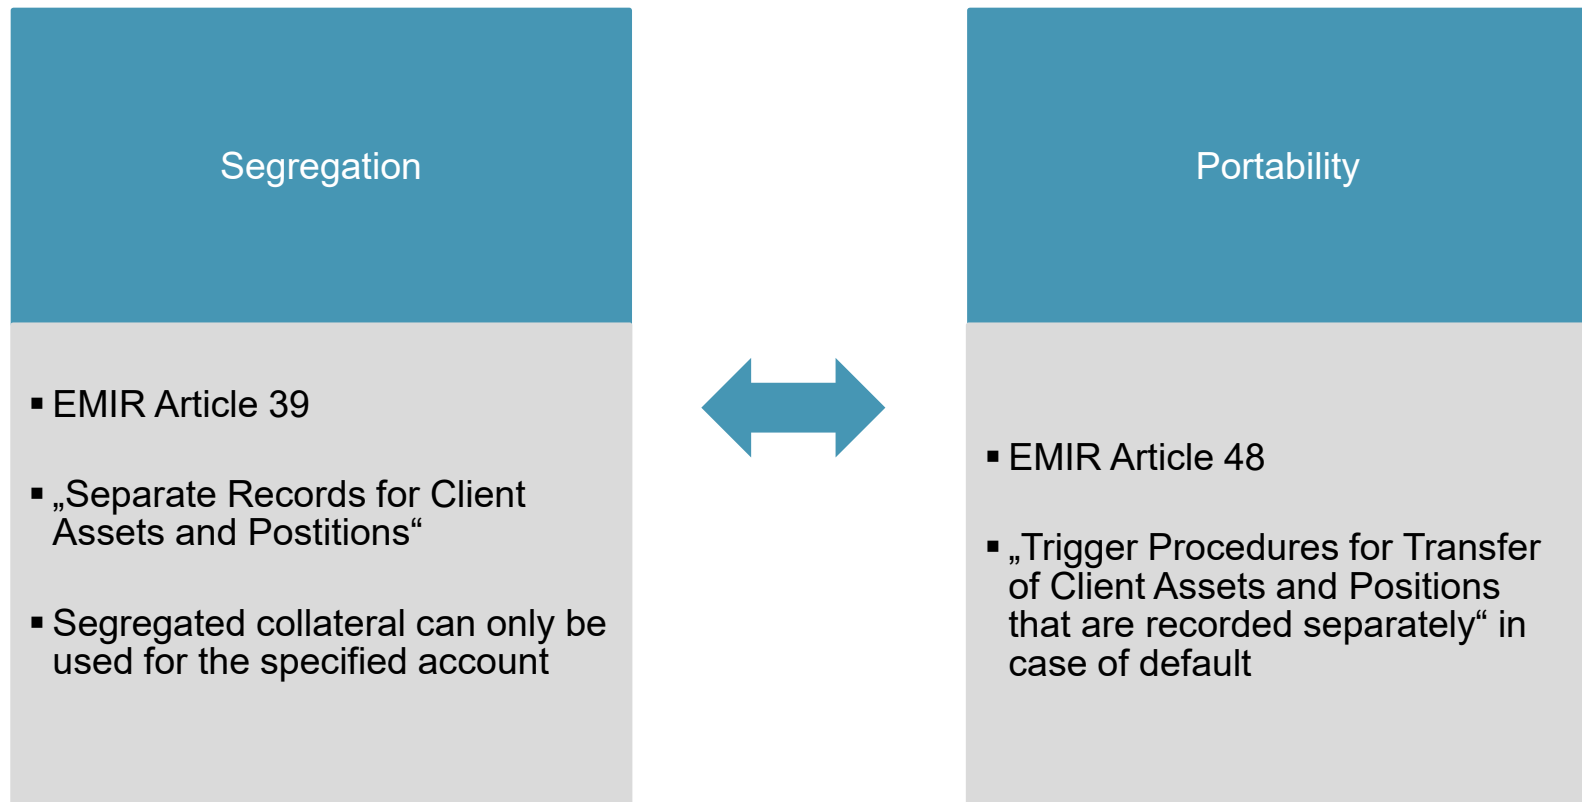 Segregation
▪ EMIR Article 39
▪ „Separate Records for Client
Assets and Postitions“
▪ Segregated collateral can only be
used for the specified account
Portability
▪ EMIR Article 48
▪ „Trigger Procedures for Transfer
of Client Assets and Positions
that are recorded separately“ in
case of default